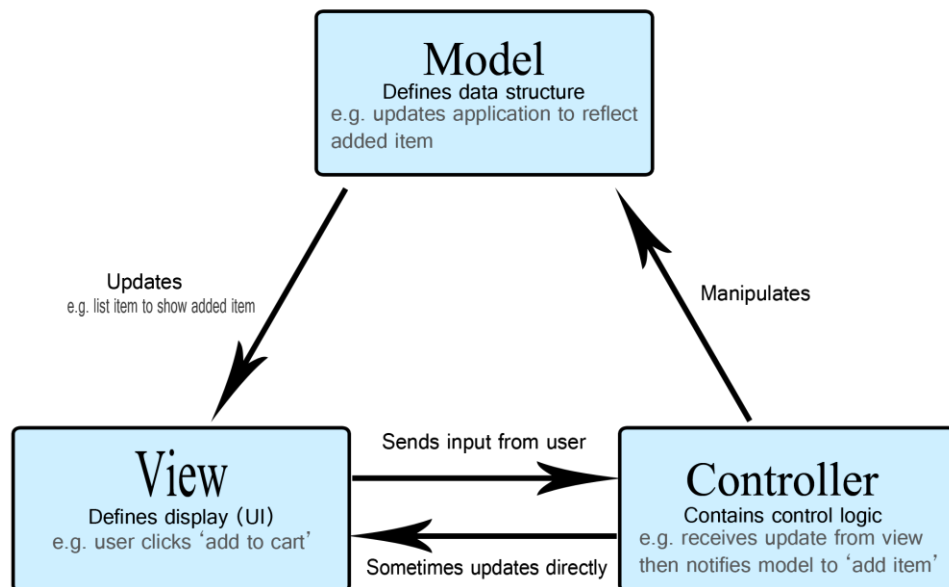 Model
Defines data structure
e.g. updates application to reflect
added item
Updates
e.g. list item to show added item
Manipulates
Sends input from user
View
Defines display (UI)
e.g. user clicks ‘add to cart’
Controller
Contains control logic
e.g. receives update from view
then notifies model to ‘add item’
Sometimes updates directly